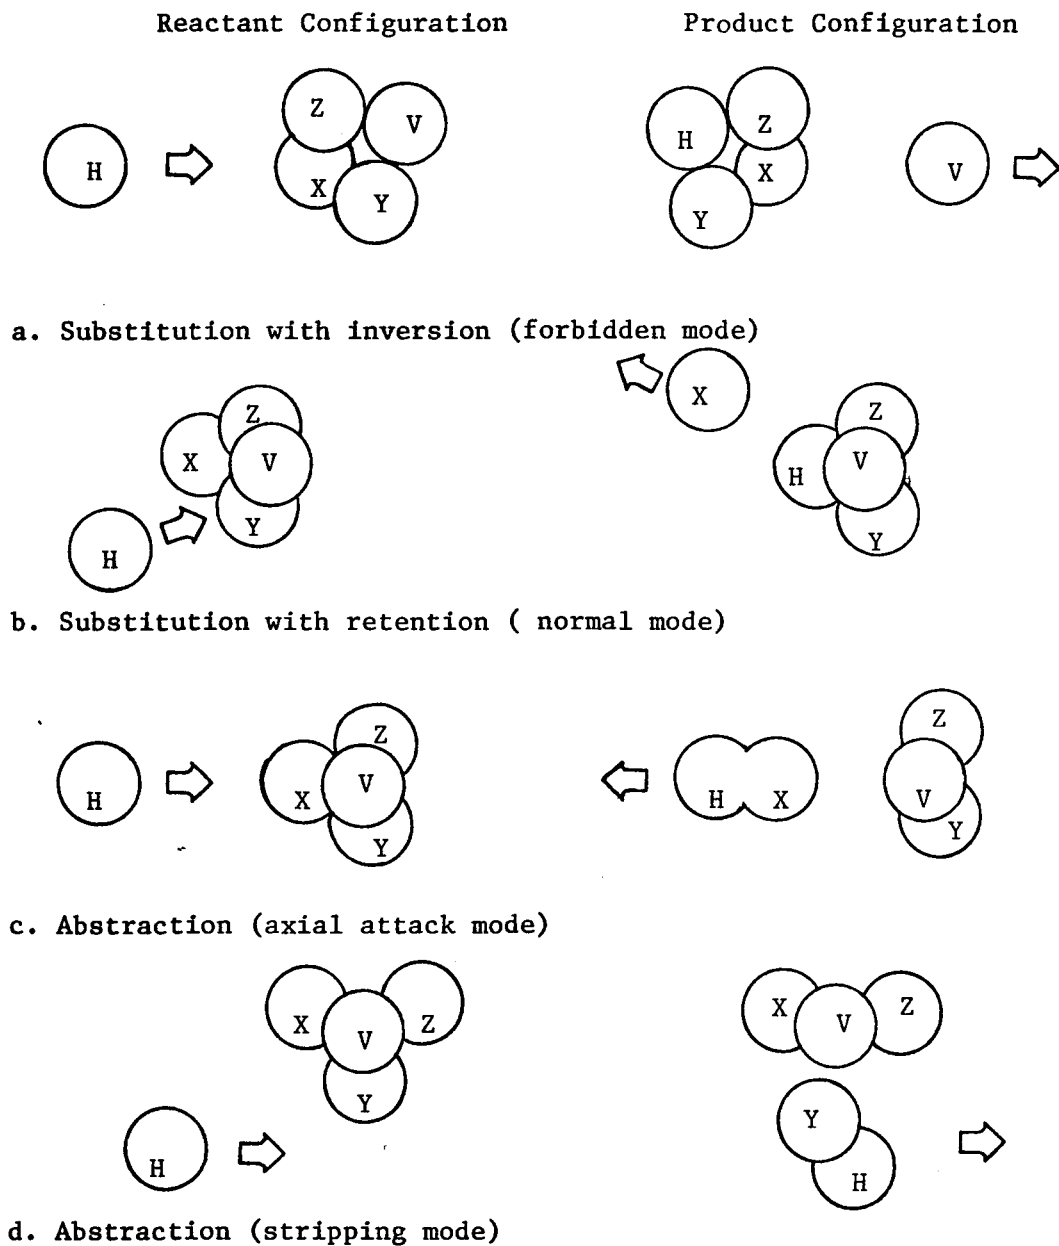 Reactant Configuration Product Configuration
H Z V X Y H Z X Y V
a. Substitution with inversion (forbidden mode)
X Z V Y H X Z V H Y
b. Substitution with retention ( normal mode)
H Z V X Y H X Z V Y
c. Abstraction (axial attack mode)
X V Z Y H X V Z Y H
d. Abstraction (stripping mode)